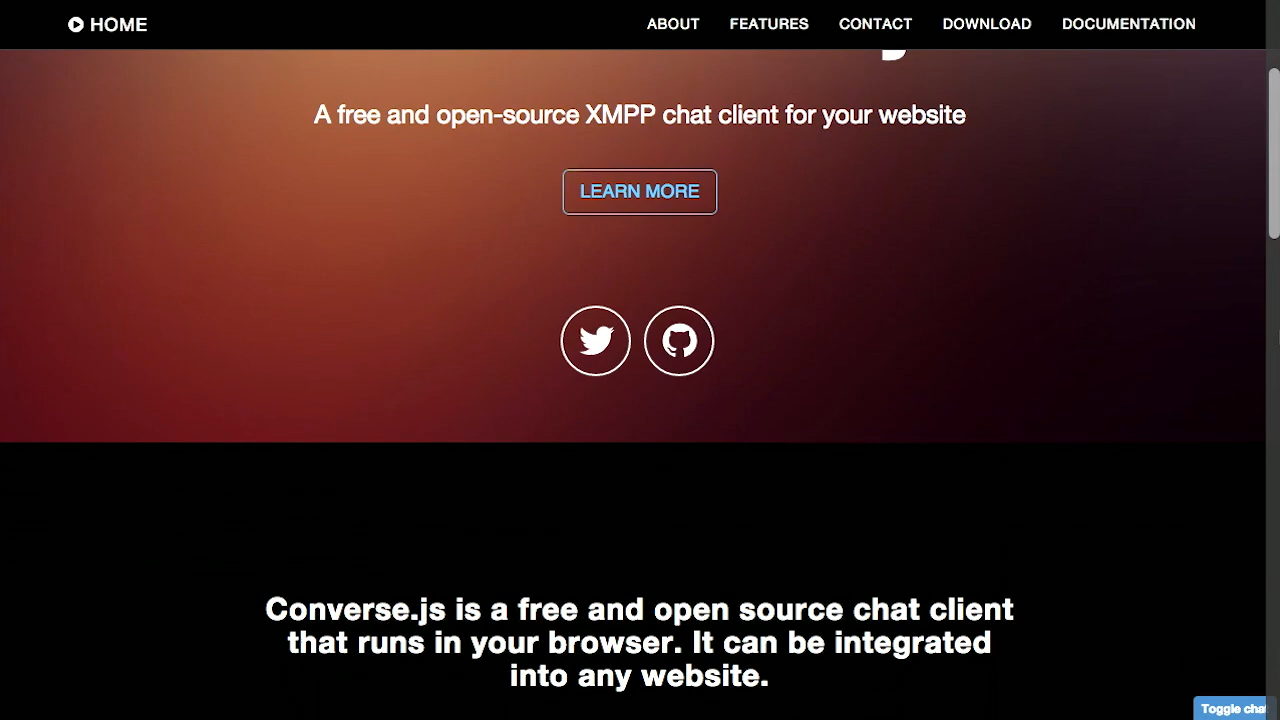 HOME ABOUT FEATURES CONTACT DOWNLOAD DOCUMENTATION
A free and open-source XMPP chat client for your website
LEARN MORE
Converse.js is a free and open source chat client
that runs in your browser. It can be integrated
into any website.
Toggle chat